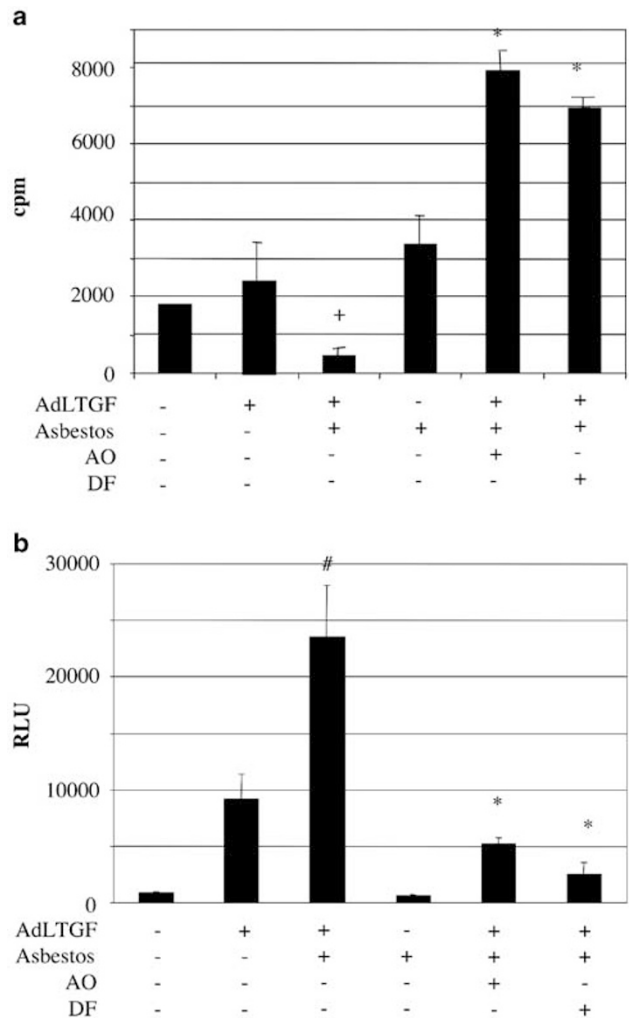 a
*
*
8000
6000
cpm
4000
2000
+
0
AdLTGF - + + - + +
Asbestos - - + + + +
AO - - - - + -
DF - - - - - +
b
30000
#
20000
RLU
10000
*
*
0
AdLTGF - + + - + +
Asbestos - - + + + +
AO - - - - + -
DF - - - - - +